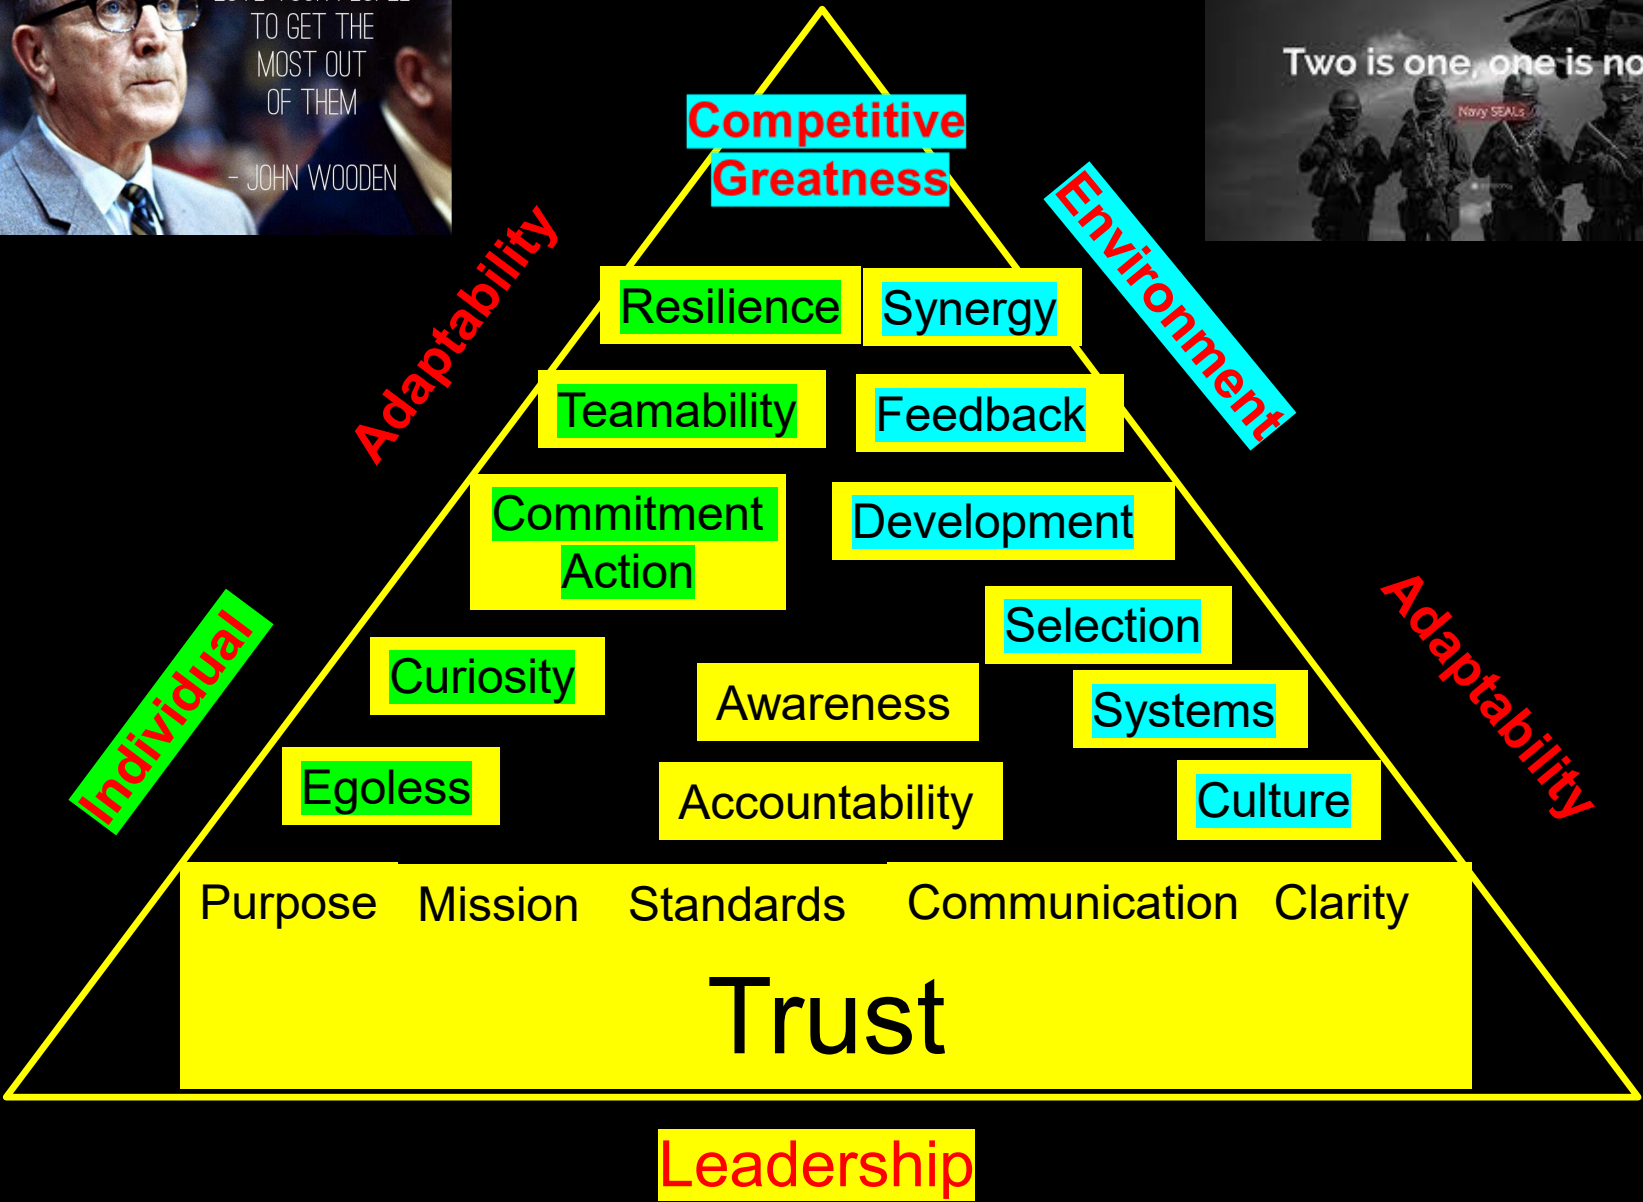 TO GET THE
MOST OUT
OF THEM
- JOHN WOODEN
Two is one, one is no
Navy SEALs
Competitive
Greatness
Adaptability
Environment
Resilience
Synergy
Teamability
Feedback
Commitment
Action
Development
Individual
Selection
Adaptability
Curiosity
Awareness
Systems
Egoless
Accountability
Culture
Purpose
Mission
Standards
Communication
Clarity
Trust
Leadership